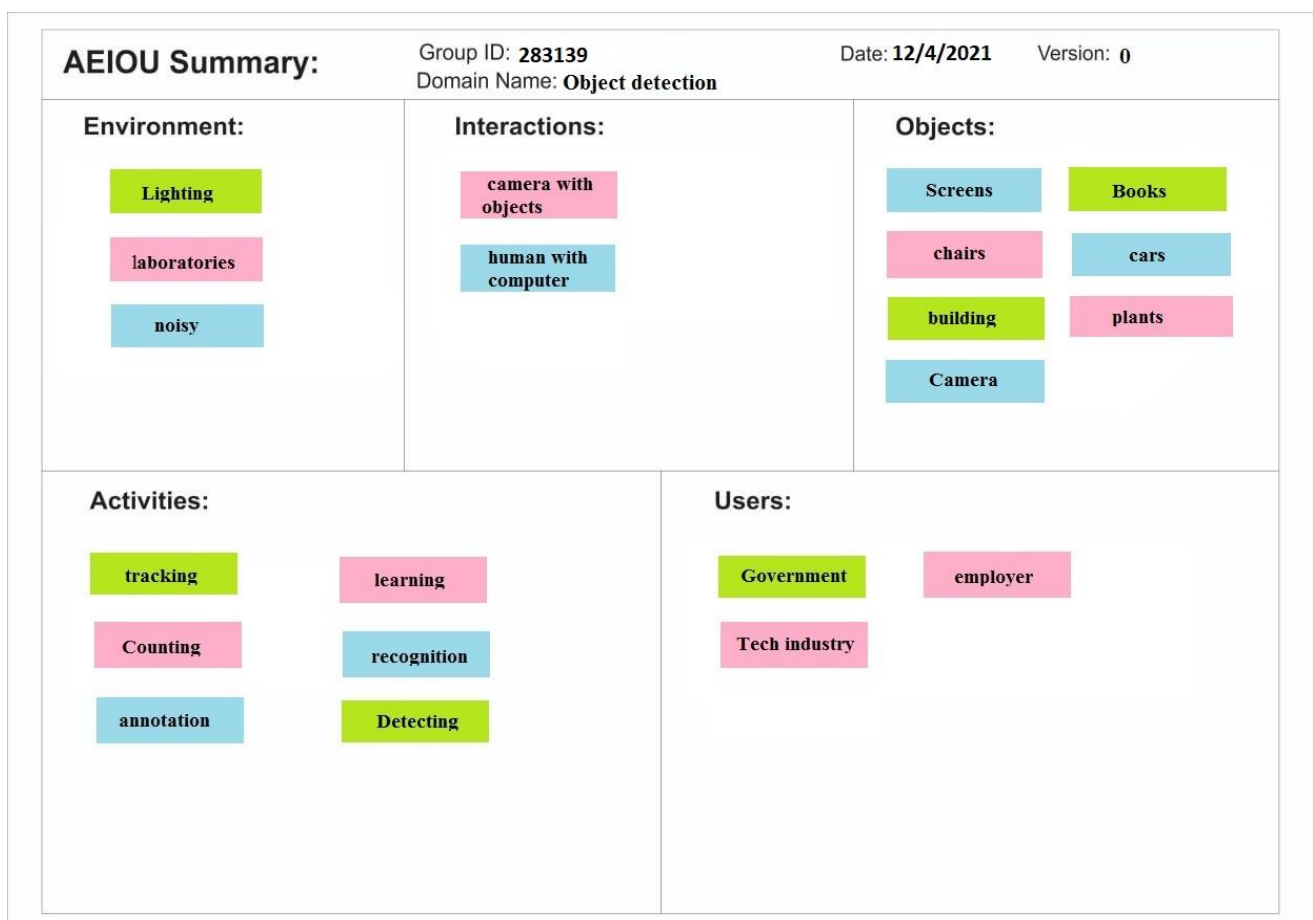 AEIOU Summary:
Group ID: 283139
Domain Name: Object detection
Date: 12/4/2021
Version: 0
Environment:
Lighting
laboratories
noisy
Interactions:
camera with
objects
human with
computer
Objects:
Screens
Books
chairs
cars
building
plants
Camera
Activities:
tracking
learning
Counting
recognition
annotation
Detecting
Users:
Government
employer
Tech industry